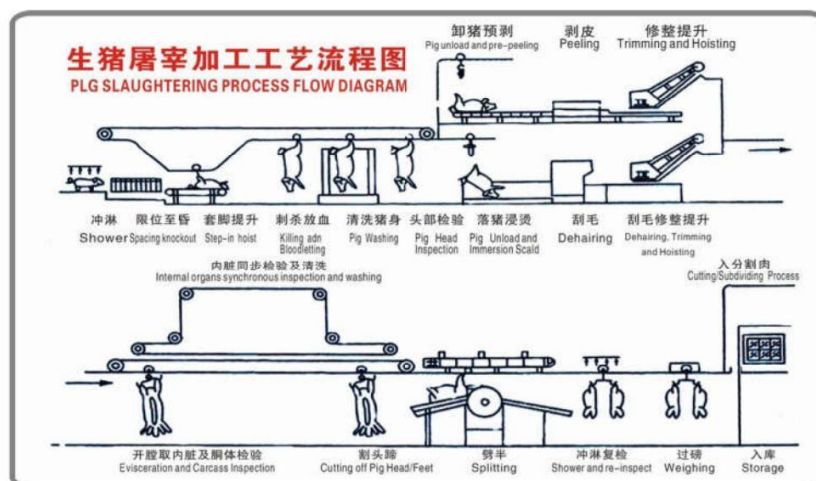 生猪屠宰加工工艺流程图
PLG SLAUGHTERING PROCESS FLOW DIAGRAM
卸猪预剥
Pig unload and pre-peeling
剥皮
Peeling
修整提升
Trimming and Hoisting
冲淋
Shower
限位至昏
Spacing knockout
套脚提升
Step-in hoist
刺杀放血
Killing adn
Bloodletting
清洗猪身
Pig Washing
头部检验
Pig Head
Inspection
落猪浸烫
Pig Unload and
Immersion Scald
刮毛
Dehairing
刮毛修整提升
Dehairing, Trimming
and Hoisting
内脏同步检验及清洗
Internal organs synchronous inspection and washing
入分割肉
Cutting/Subdividing Process
开膛取内脏及胴体检验
Evisceration and Carcass Inspection
割头蹄
Cutting off Pig Head/Feet
劈半
Splitting
冲淋复检
Shower and re-inspect
过磅
Weighing
入库
Storage